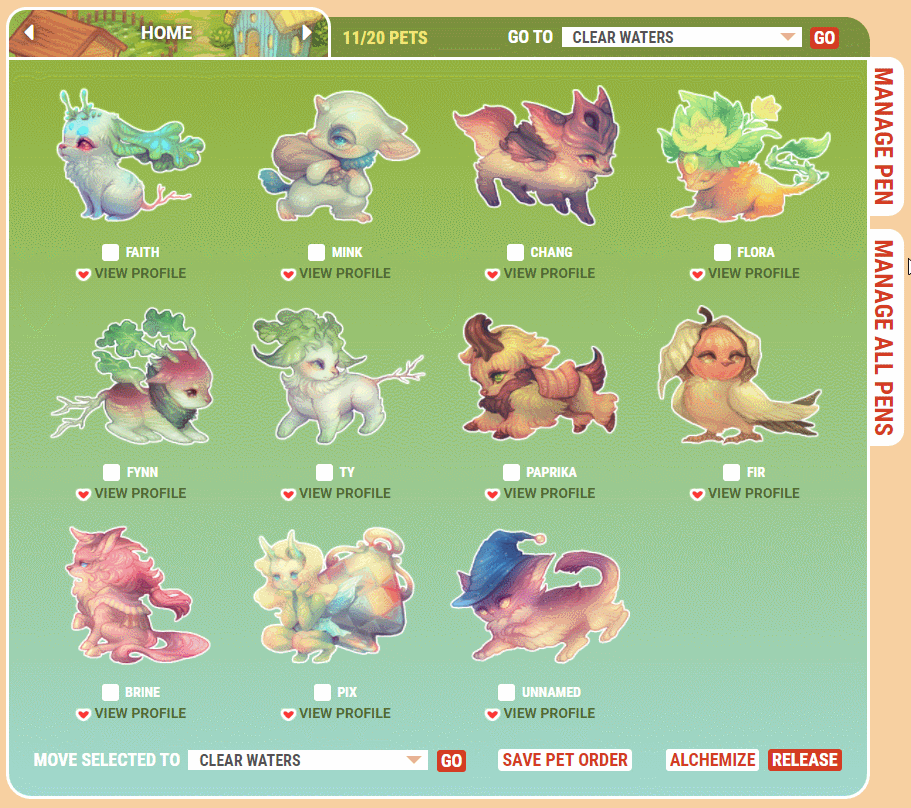 HOME
11/20 PETS
GO TO
CLEAR WATERS
GO
MANAGE PEN
MANAGE ALL PENS
FAITH
VIEW PROFILE
MINK
VIEW PROFILE
CHANG
VIEW PROFILE
FLORA
VIEW PROFILE
FYNN
VIEW PROFILE
TY
VIEW PROFILE
PAPRIKA
VIEW PROFILE
FIR
VIEW PROFILE
BRINE
VIEW PROFILE
PIX
VIEW PROFILE
UNNAMED
VIEW PROFILE
MOVE SELECTED TO
CLEAR WATERS
GO
SAVE PET ORDER
ALCHEMIZE
RELEASE